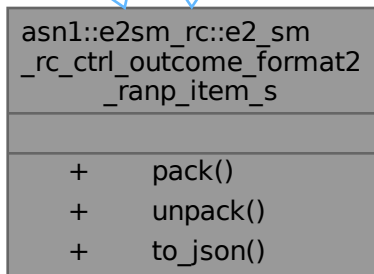 asn1::e2sm_rc::e2_sm
_rc_ctrl_outcome_format2
_ranp_item_s
+ pack()
+ unpack()
+ to_json()